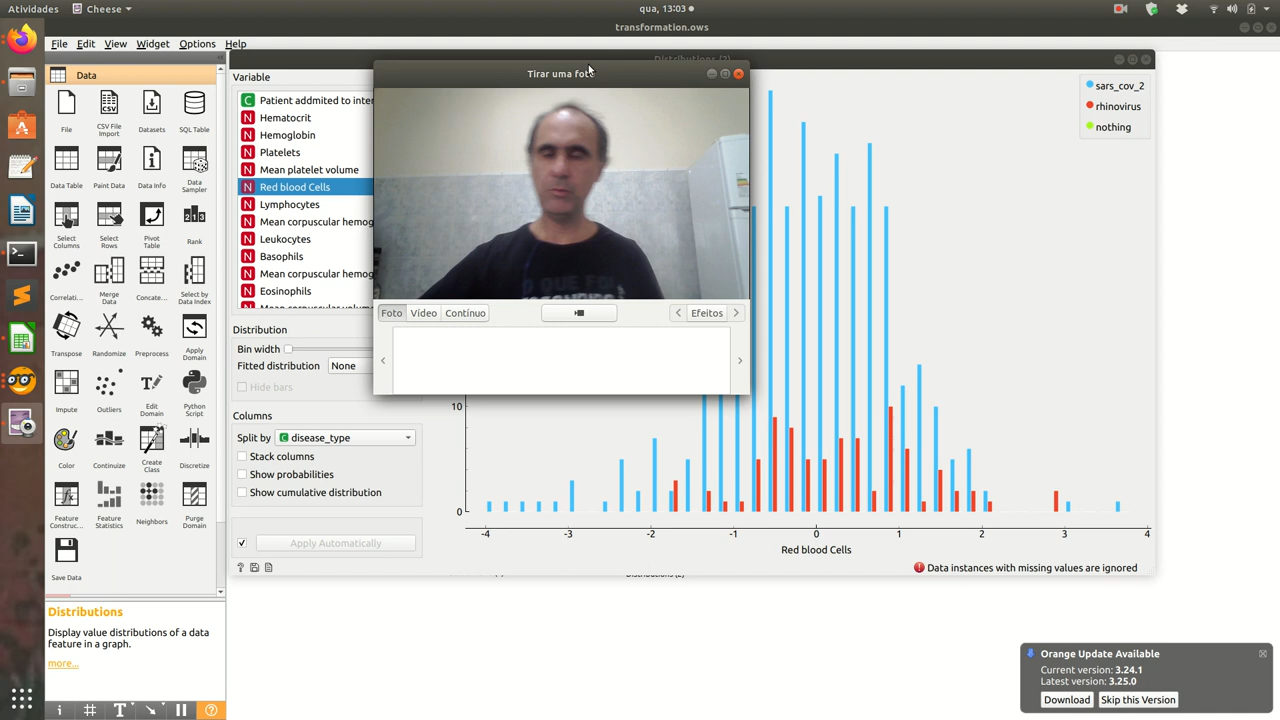 Atividades
Cheese
qua, 13:03
transformation.ows
File Edit View Widget Options Help
Data
File
CSV File Import
Datasets
SQL Table
Data Table
Paint Data
Data Info
Data Sampler
Select Columns
Select Rows
Pivot Table
Rank
Correlati...
Merge Data
Concate...
Select by Data Index
Transpose
Randomize
Preprocess
Apply Domain
Impute
Outliers
Edit Domain
Python Script
Color
Continuize
Create Class
Discretize
Feature Construc...
Feature Statistics
Neighbors
Purge Domain
Save Data
Distributions
Display value distributions of a data
feature in a graph.
more...
Distributions (2)
Variable
Patient addmited to inter
Hematocrit
Hemoglobin
Platelets
Mean platelet volume
Red blood Cells
Lymphocytes
Mean corpuscular hemog
Leukocytes
Basophils
Mean corpuscular hemog
Eosinophils
Distribution
Bin width
Fitted distribution None
Hide bars
Columns
Split by disease_type
Stack columns
Show probabilities
Show cumulative distribution
Apply Automatically
Tirar uma foto
O QUE FOI
Foto Vídeo Contínuo
Efeitos
sars_cov_2
rhinovirus
nothing
10
0
-4 -3 -2 -1 0 1 2 3 4
Red blood Cells
Data instances with missing values are ignored
Orange Update Available
Current version: 3.24.1
Latest version: 3.25.0
Download
Skip this Version